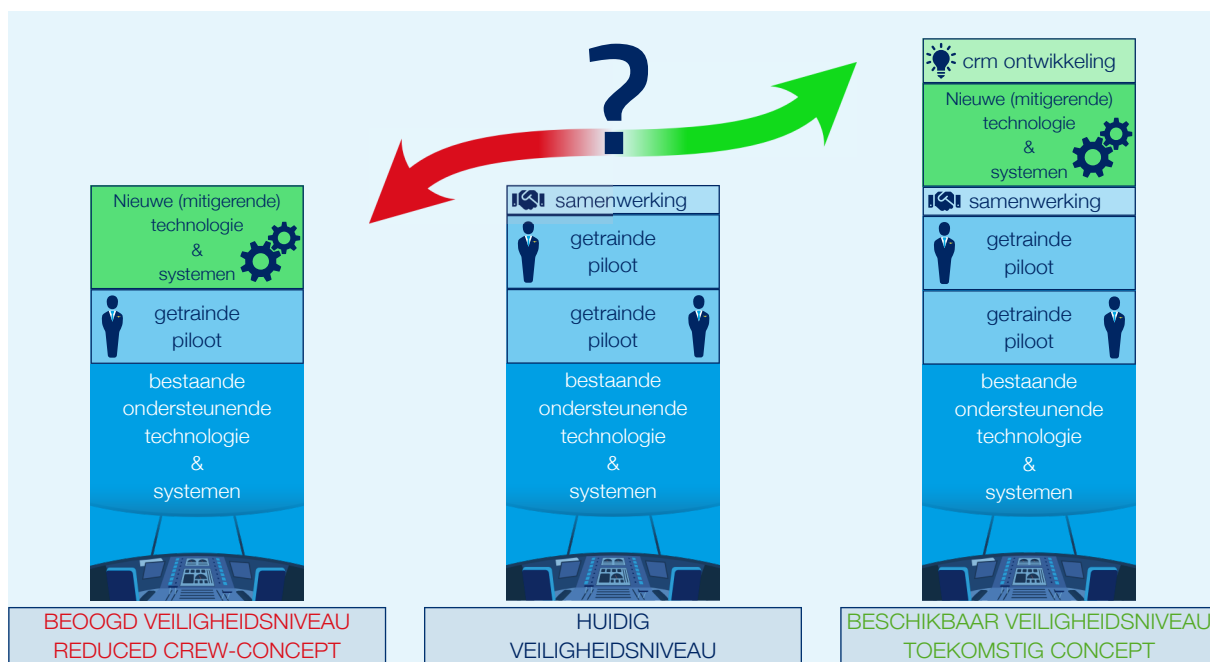 ?
Nieuwe (mitigerende)
technologie
&
systemen
getrainde
piloot
bestaande
ondersteunende
technologie
&
systemen
BEOOGD VEILIGHEIDSNIVEAU
REDUCED CREW-CONCEPT
samenwerking
getrainde
piloot
getrainde
piloot
bestaande
ondersteunende
technologie
&
systemen
HUIDIG
VEILIGHEIDSNIVEAU
crm ontwikkeling
Nieuwe (mitigerende)
technologie
&
systemen
samenwerking
getrainde
piloot
getrainde
piloot
bestaande
ondersteunende
technologie
&
systemen
BESCHIKBAAR VEILIGHEIDSNIVEAU
TOEKOMSTIG CONCEPT